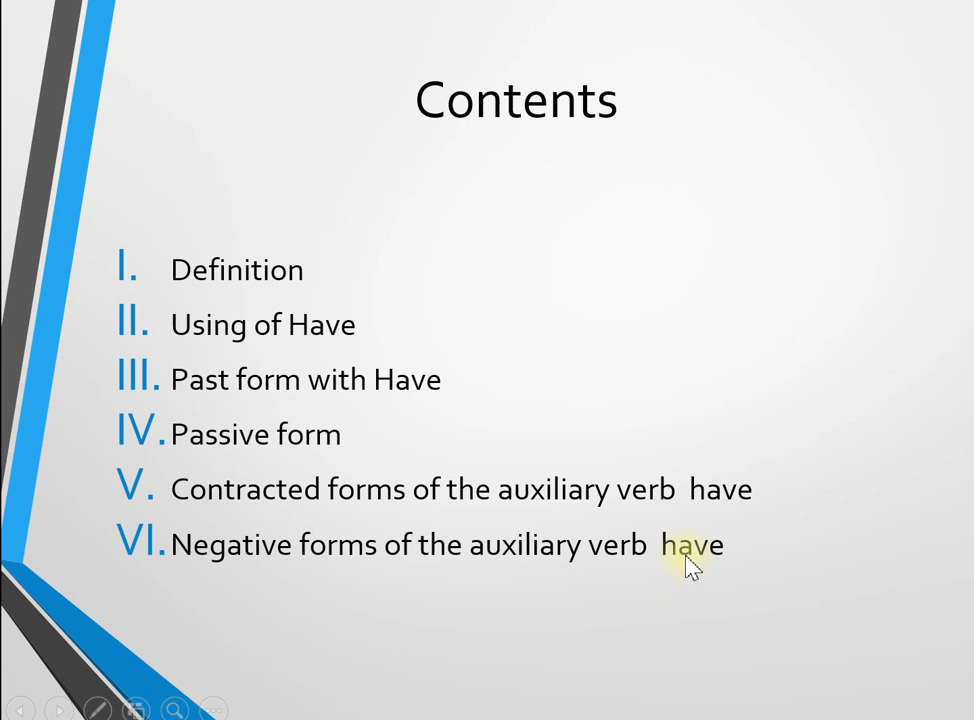 Contents
I. Definition
II. Using of Have
III. Past form with Have
IV. Passive form
V. Contracted forms of the auxiliary verb have
VI. Negative forms of the auxiliary verb have